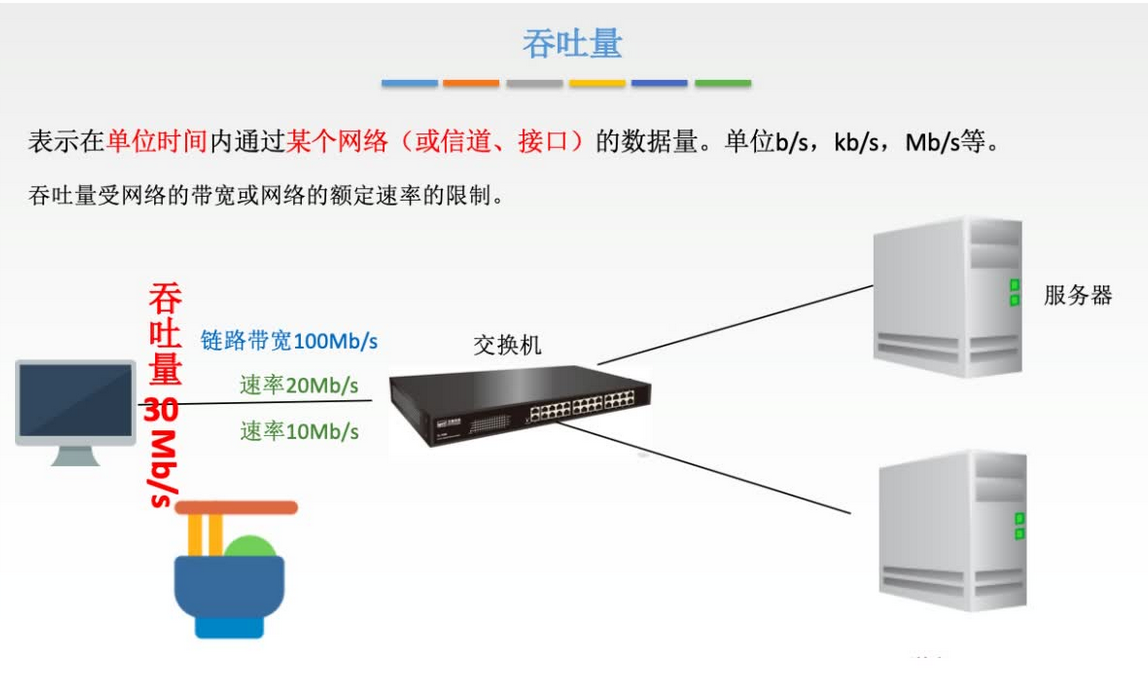 吞吐量
表示在单位时间内通过某个网络（或信道、接口）的数据量。单位b/s，kb/s，Mb/s等。
吞吐量受网络的带宽或网络的额定速率的限制。
吞吐量30 Mb/s
链路带宽100Mb/s
速率20Mb/s
速率10Mb/s
交换机
服务器